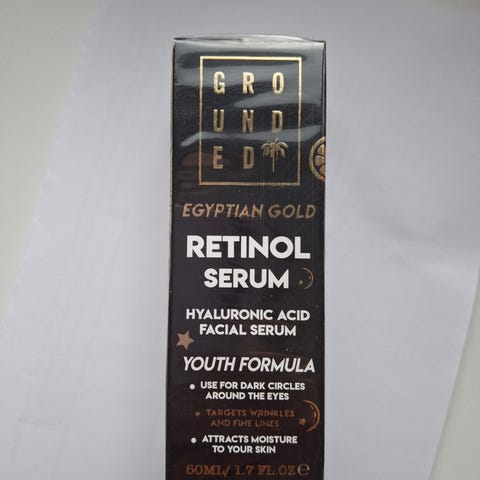 GRO
UND
ED
EGYPTIAN GOLD
RETINOL
SERUM
HYALURONIC ACID
FACIAL SERUM
YOUTH FORMULA
• USE FOR DARK CIRCLES
AROUND THE EYES
• TARGETS WRINKLES
AND FINE LINES
• ATTRACTS MOISTURE
TO YOUR SKIN
50ML/ 1.7 FL.OZ ℮